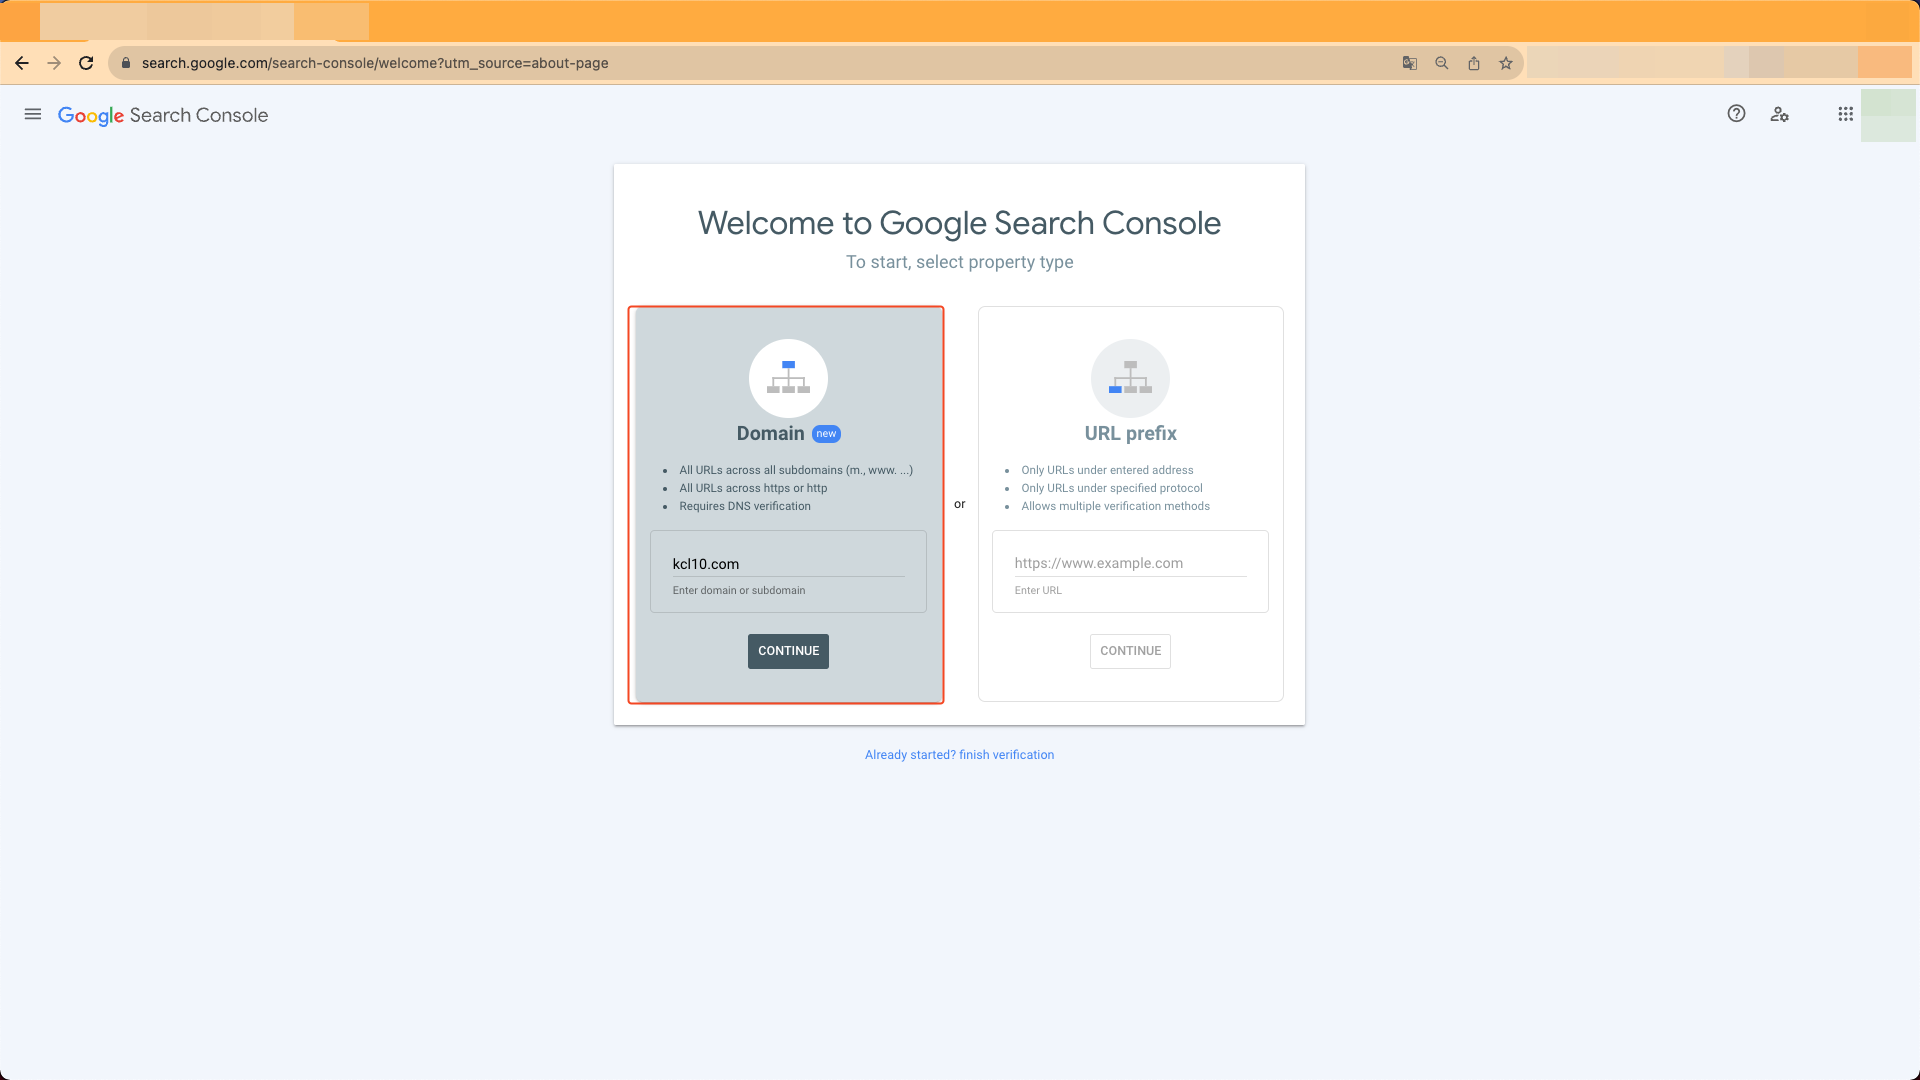 search.google.com/search-console/welcome?utm_source=about-page
Google Search Console
Welcome to Google Search Console
To start, select property type
Domain new
All URLs across all subdomains (m., www. ...)
All URLs across https or http
Requires DNS verification
kcl10.com
Enter domain or subdomain
CONTINUE
or
URL prefix
Only URLs under entered address
Only URLs under specified protocol
Allows multiple verification methods
https://www.example.com
Enter URL
CONTINUE
Already started? finish verification